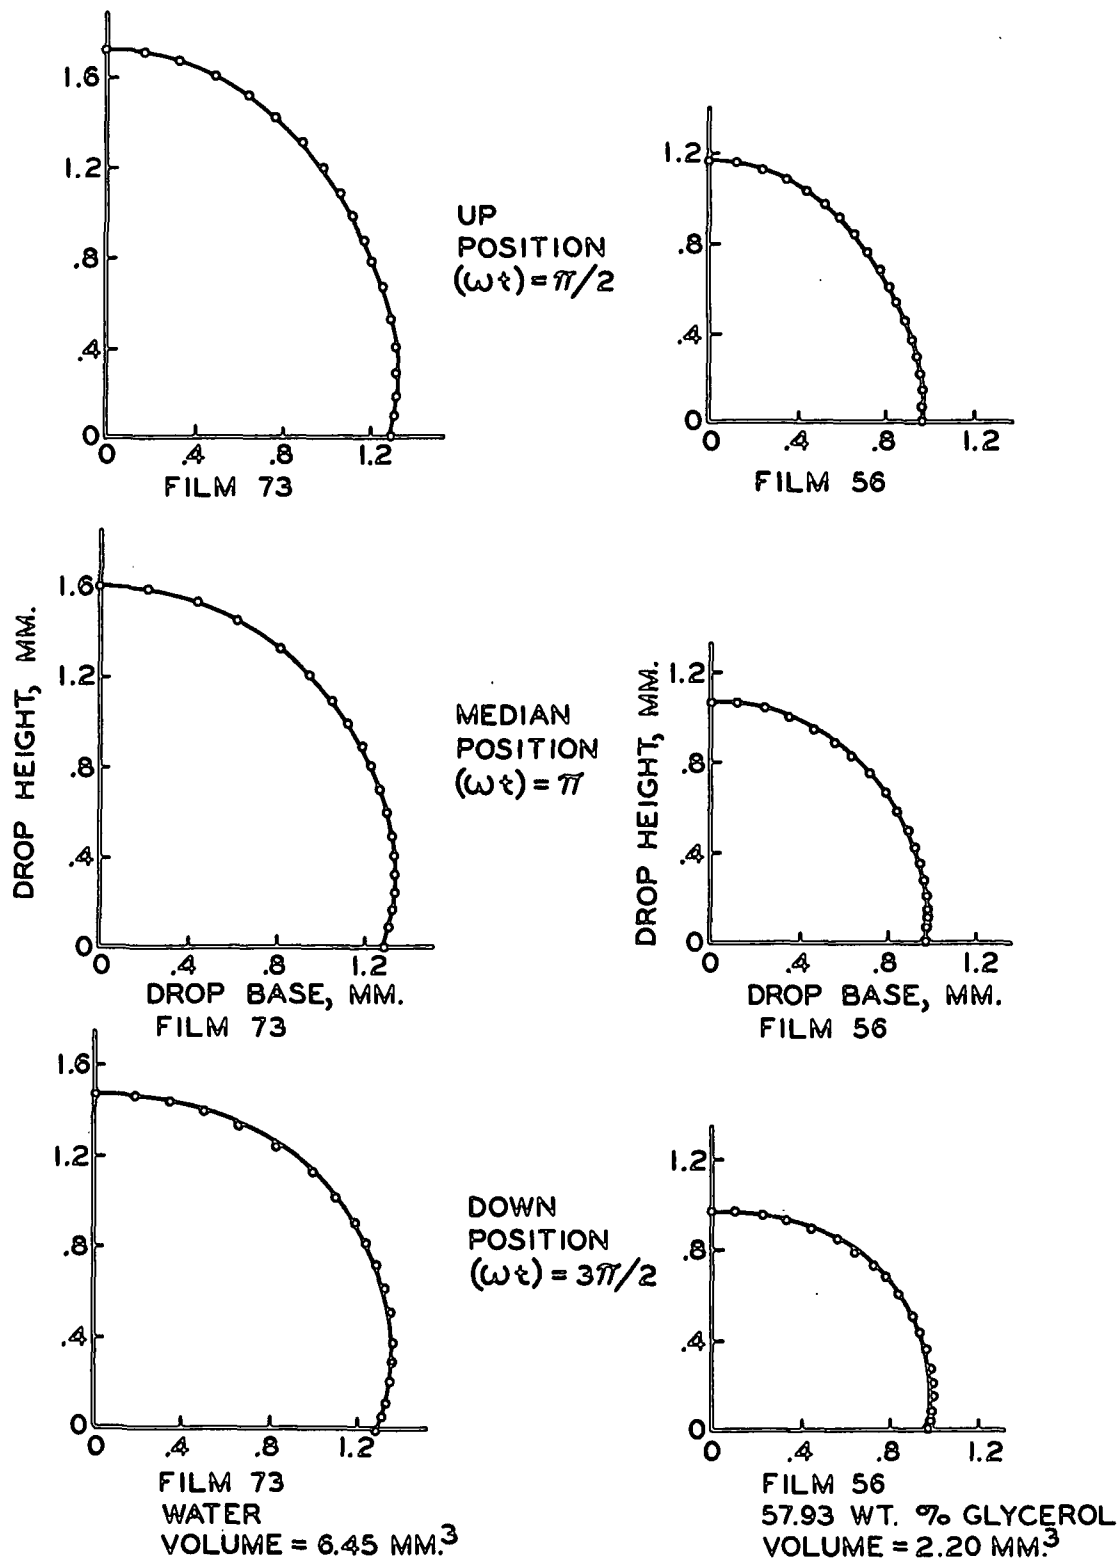 1.6
1.2
.8
.4
0
0 .4 .8 1.2
FILM 73
UP
POSITION
(ωt) = π/2
1.2
.8
.4
0
0 .4 .8 1.2
FILM 56
DROP HEIGHT, MM.
1.6
1.2
.8
.4
0
0 .4 .8 1.2
DROP BASE, MM.
FILM 73
MEDIAN
POSITION
(ωt) = π
DROP HEIGHT, MM.
1.2
.8
.4
0
0 .4 .8 1.2
DROP BASE, MM.
FILM 56
1.6
1.2
.8
.4
0
0 .4 .8 1.2
FILM 73
WATER
VOLUME = 6.45 MM.³
DOWN
POSITION
(ωt) = 3π/2
1.2
.8
.4
0
0 .4 .8 1.2
FILM 56
57.93 WT. % GLYCEROL
VOLUME = 2.20 MM.³